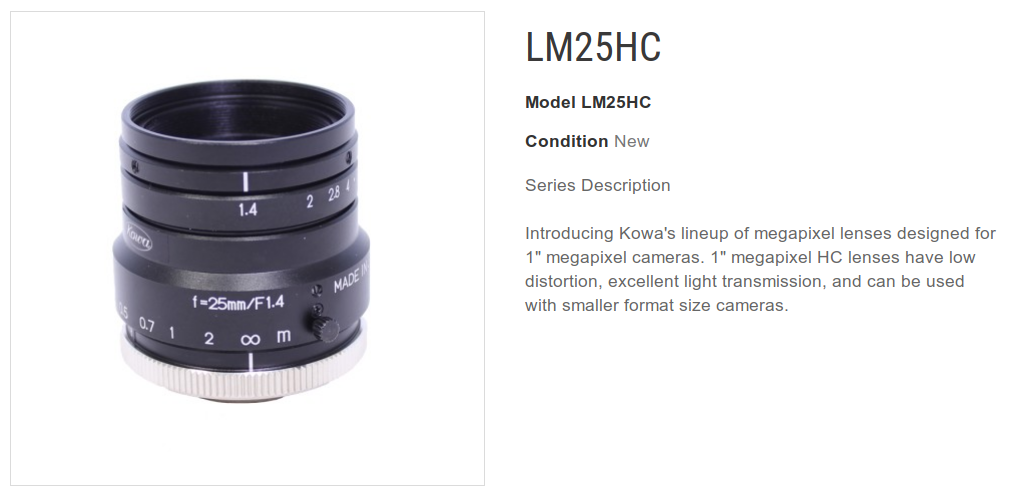 LM25HC
Model LM25HC
Condition New
Series Description
Introducing Kowa's lineup of megapixel lenses designed for
1" megapixel cameras. 1" megapixel HC lenses have low
distortion, excellent light transmission, and can be used
with smaller format size cameras.
1.4 2 2.8 4
Kowa
MADE IN
f=25mm/F1.4
0.5 0.7 1 2 ∞ m